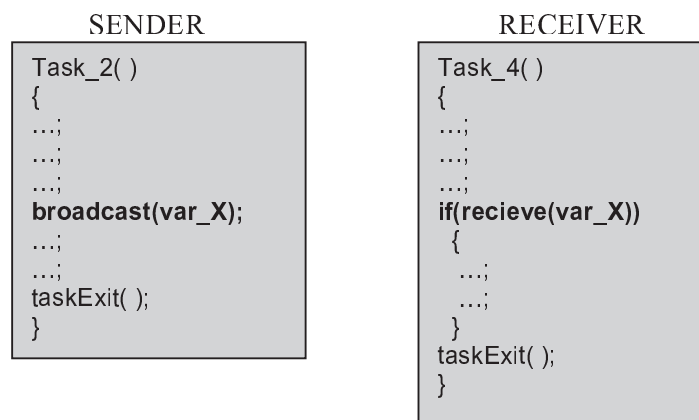 SENDER
Task_2( )
{
...;
...;
...;
broadcast(var_X);
...;
...;
taskExit( );
}
RECEIVER
Task_4( )
{
...;
...;
...;
if(recieve(var_X))
{
...;
...;
}
taskExit( );
}